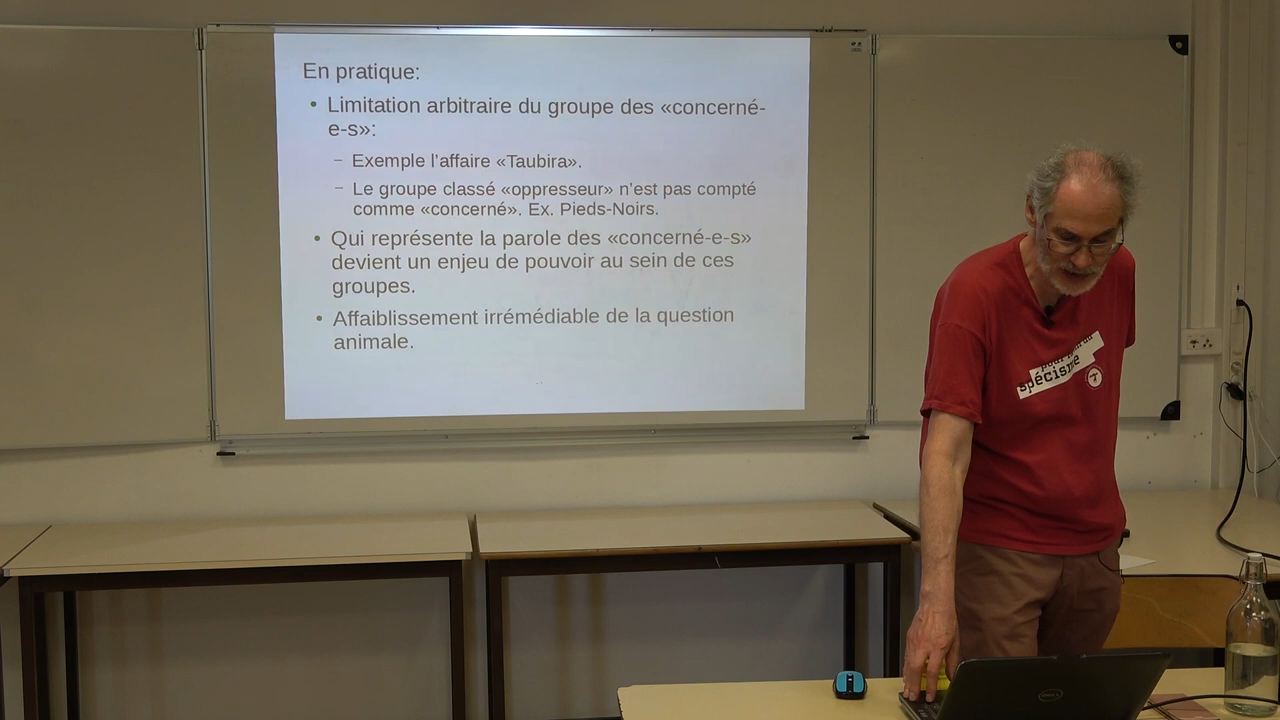 En pratique:
• Limitation arbitraire du groupe des «concerné-
e-s»:
– Exemple l'affaire «Taubira».
– Le groupe classé «oppresseur» n'est pas compté
comme «concerné». Ex. Pieds-Noirs.
• Qui représente la parole des «concerné-e-s»
devient un enjeu de pouvoir au sein de ces
groupes.
• Affaiblissement irrémédiable de la question
animale.
spécisme
DELL